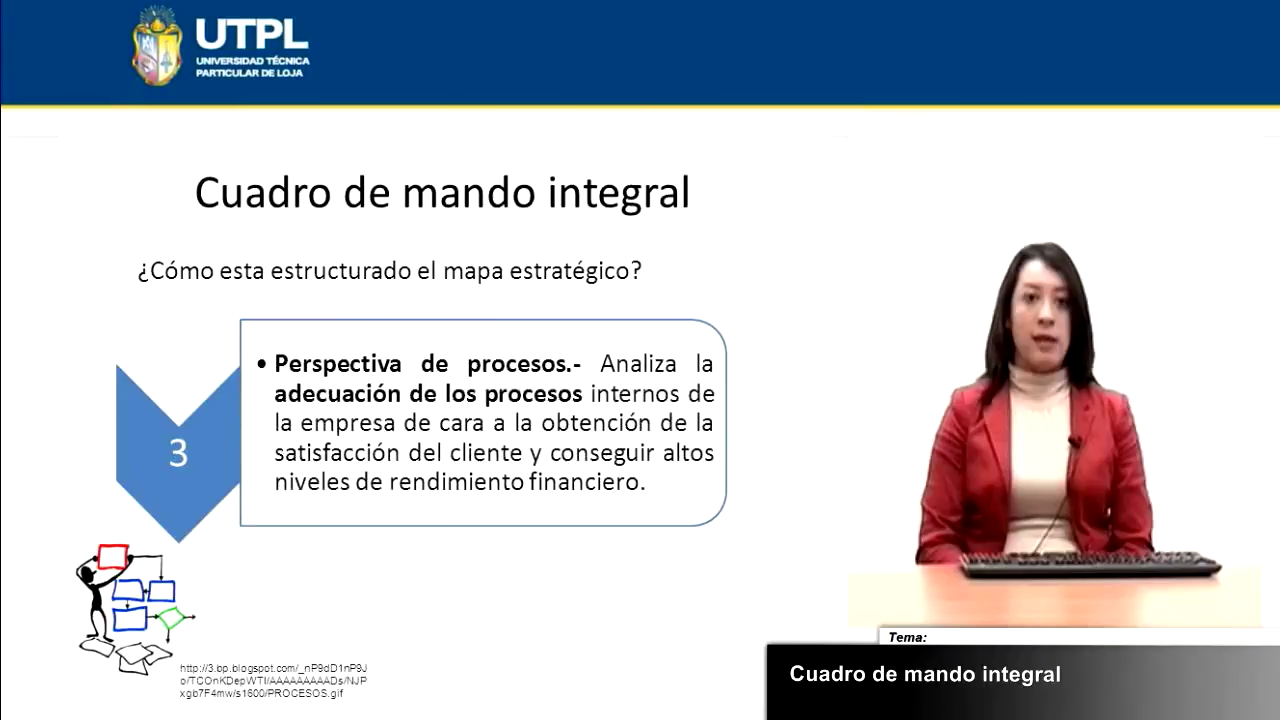 UTPL
UNIVERSIDAD TÉCNICA
PARTICULAR DE LOJA
Cuadro de mando integral
¿Cómo esta estructurado el mapa estratégico?
3
• Perspectiva de procesos.- Analiza la
adecuación de los procesos internos de
la empresa de cara a la obtención de la
satisfacción del cliente y conseguir altos
niveles de rendimiento financiero.
http://3.bp.blogspot.com/_nP9dD1nP9J
o/TCOnKDepWTI/AAAAAAAAADs/NJP
xgb7F4mw/s1600/PROCESOS.gif
Tema:
Cuadro de mando integral